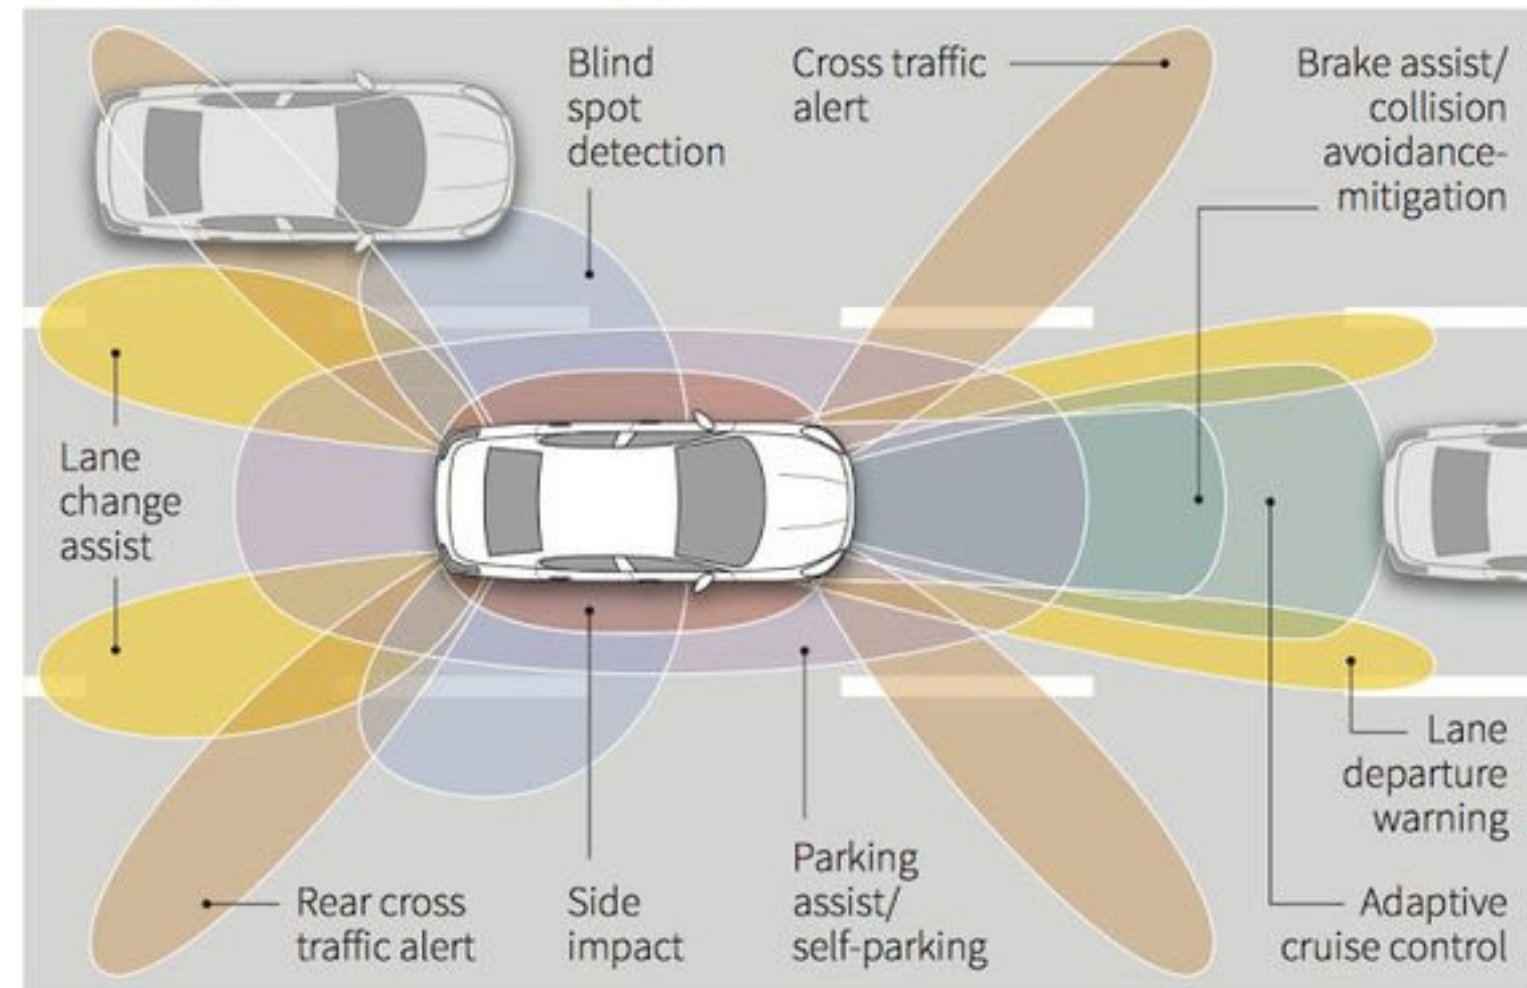 Blind
spot
detection
Cross traffic
alert
Brake assist/
collision
avoidance-
mitigation
Lane
change
assist
Lane
departure
warning
Rear cross
traffic alert
Side
impact
Parking
assist/
self-parking
Adaptive
cruise control